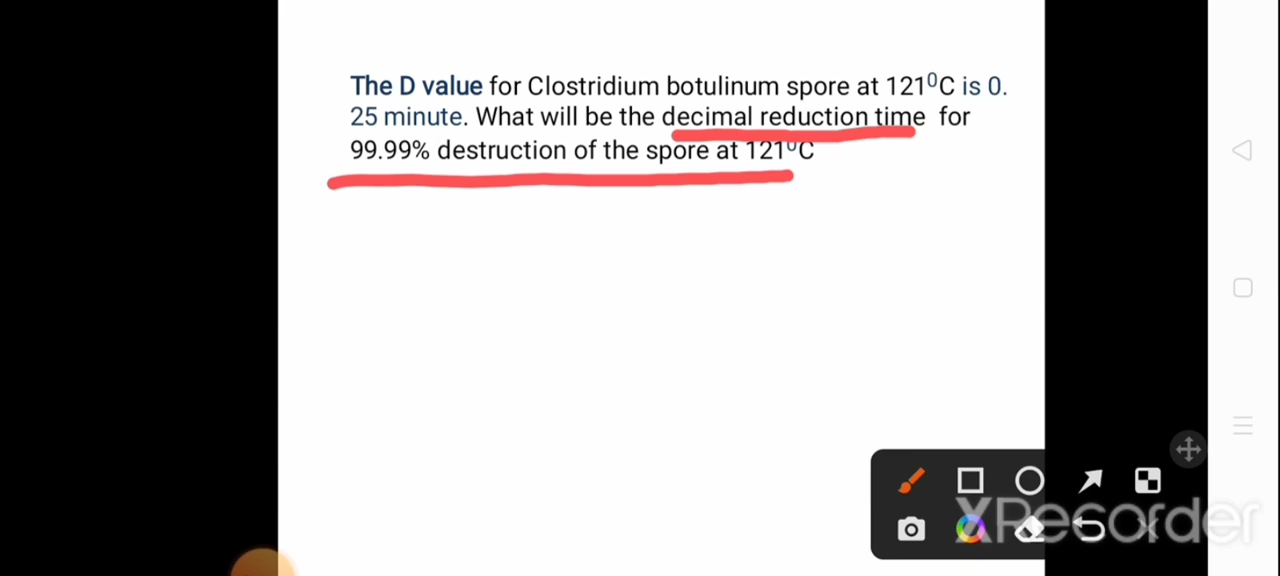 The D value for Clostridium botulinum spore at 121⁰C is 0.
25 minute. What will be the decimal reduction time for
99.99% destruction of the spore at 121⁰C
XRecorder